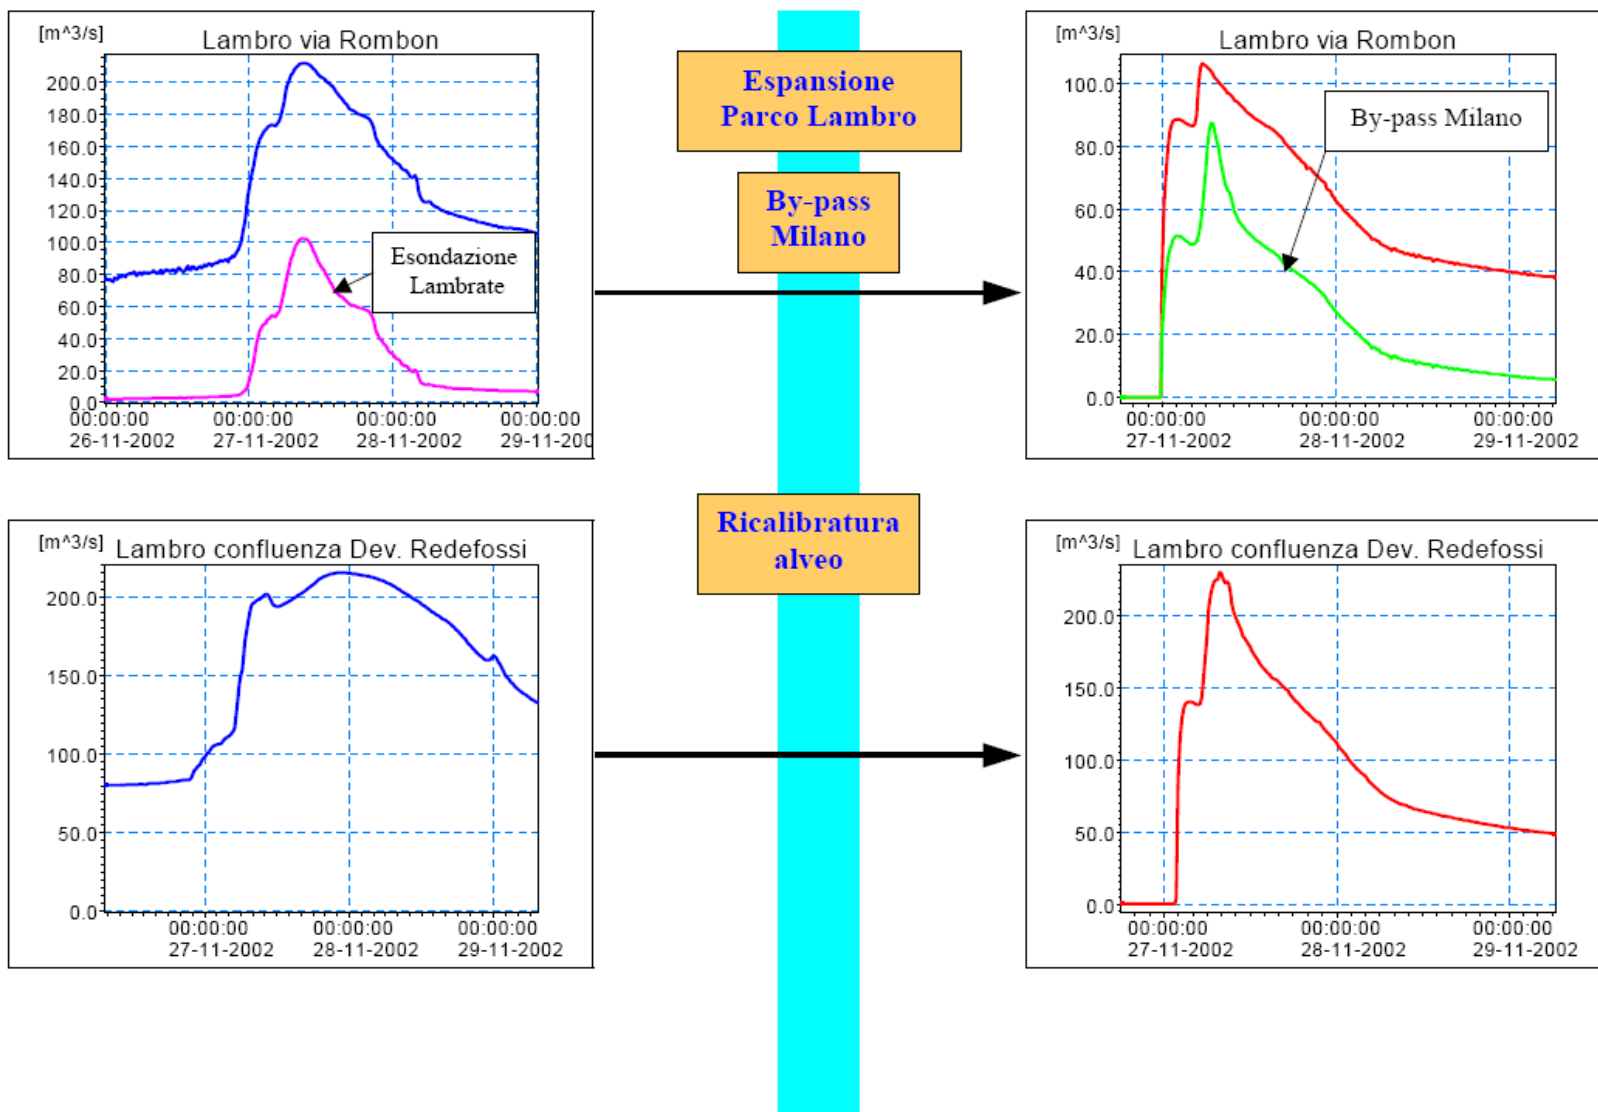 [m^3/s]
Lambro via Rombon
200.0
180.0
160.0
140.0
120.0
100.0
80.0
60.0
40.0
20.0
0.0
Esondazione
Lambrate
00:00:00 00:00:00 00:00:00 00:00:00
26-11-2002 27-11-2002 28-11-2002 29-11-200
Espansione
Parco Lambro
By-pass
Milano
[m^3/s]
Lambro via Rombon
100.0
80.0
60.0
40.0
20.0
0.0
By-pass Milano
00:00:00 00:00:00 00:00:00
27-11-2002 28-11-2002 29-11-2002
[m^3/s]
Lambro confluenza Dev. Redefossi
200.0
150.0
100.0
50.0
0.0
00:00:00 00:00:00 00:00:00
27-11-2002 28-11-2002 29-11-2002
Ricalibratura
alveo
[m^3/s]
Lambro confluenza Dev. Redefossi
200.0
150.0
100.0
50.0
0.0
00:00:00 00:00:00 00:00:00
27-11-2002 28-11-2002 29-11-2002